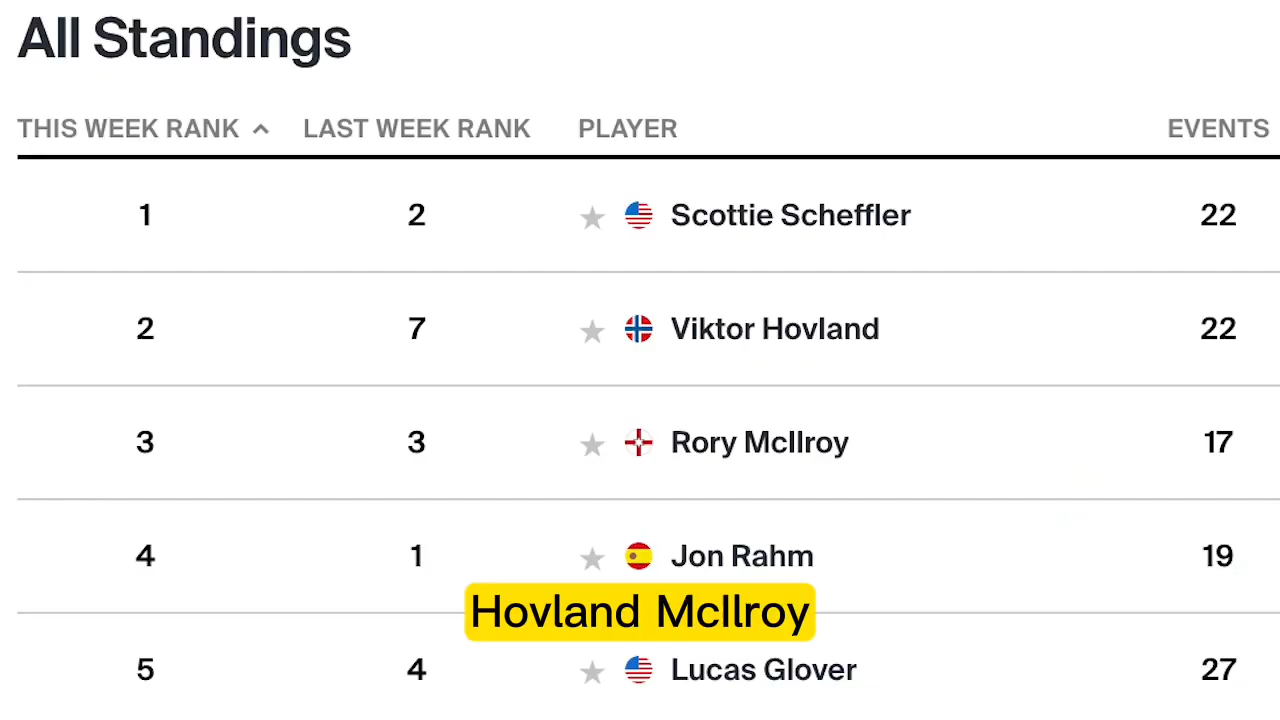 All Standings
THIS WEEK RANK LAST WEEK RANK PLAYER EVENTS
1 2 Scottie Scheffler 22
2 7 Viktor Hovland 22
3 3 Rory McIlroy 17
4 1 Jon Rahm 19
Hovland McIlroy
5 4 Lucas Glover 27